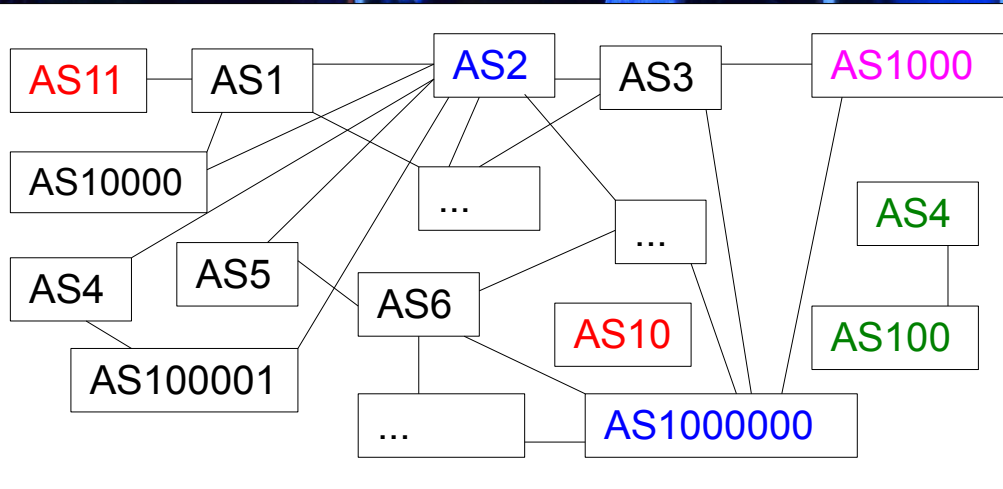 AS11
AS1
AS2
AS3
AS1000
AS10000
...
AS4
...
AS4
AS5
AS6
AS10
AS100
AS100001
...
AS1000000